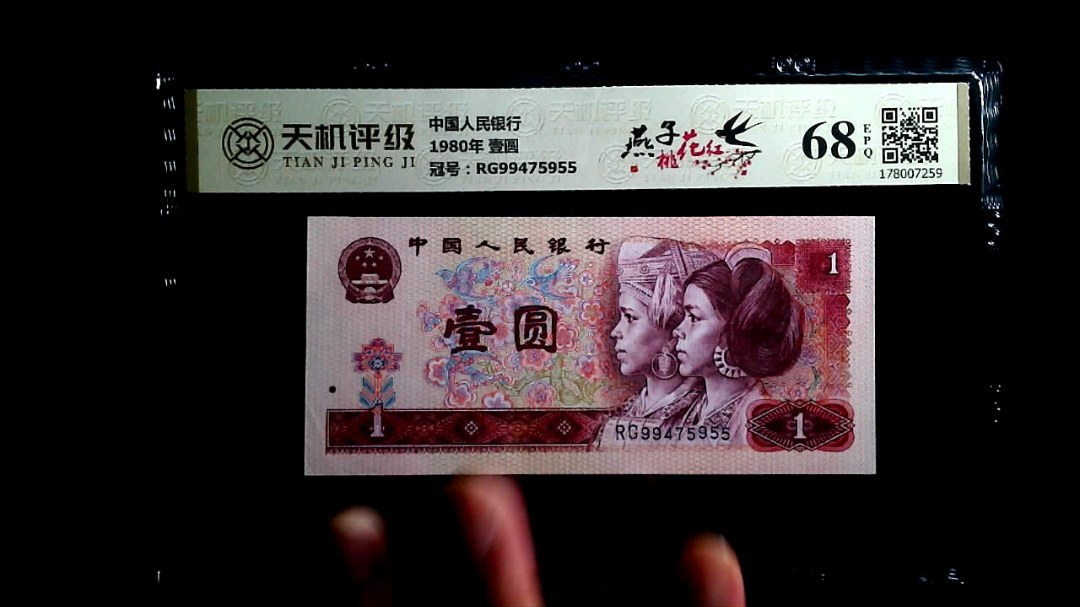 天机评级
TIAN JI PING JI
中国人民银行
1980年 壹圆
冠号：RG99475955
燕子
桃花红
68
EPQ
178007259
中国人民银行
1
壹圆
1
RG99475955
1